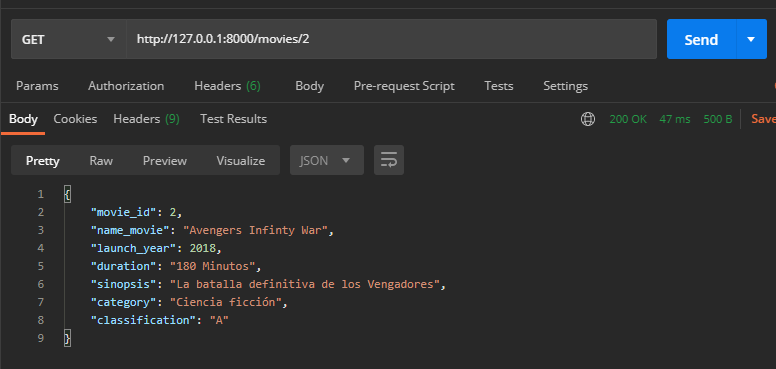 GET http://127.0.0.1:8000/movies/2 Send
Params Authorization Headers (6) Body Pre-request Script Tests Settings
Body Cookies Headers (9) Test Results 200 OK 47 ms 500 B Save
Pretty Raw Preview Visualize JSON
1 {
2 "movie_id": 2,
3 "name_movie": "Avengers Infinty War",
4 "launch_year": 2018,
5 "duration": "180 Minutos",
6 "sinopsis": "La batalla definitiva de los Vengadores",
7 "category": "Ciencia ficción",
8 "classification": "A"
9 }